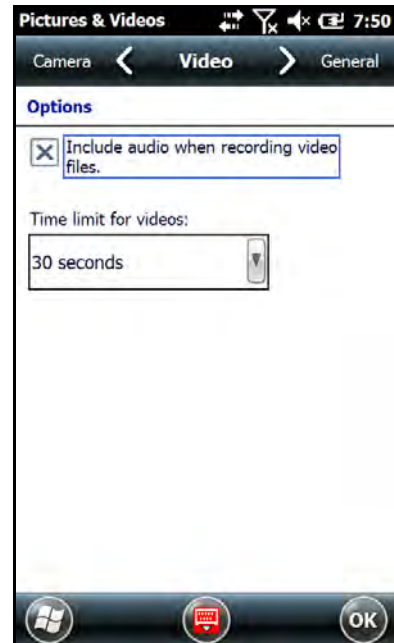 Pictures & Videos 7:50
Camera Video General
Options
Include audio when recording video
files.
Time limit for videos:
30 seconds
OK